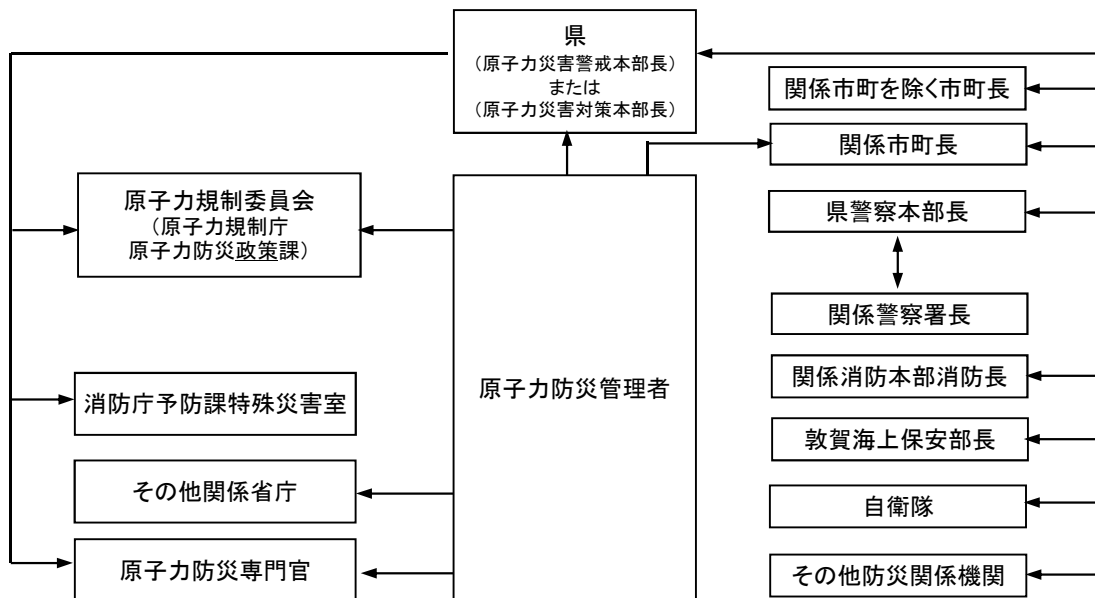 県
（原子力災害警戒本部長）
または
（原子力災害対策本部長）
関係市町を除く市町長
関係市町長
原子力規制委員会
（原子力規制庁
原子力防災政策課）
県警察本部長
関係警察署長
原子力防災管理者
消防庁予防課特殊災害室
関係消防本部消防長
敦賀海上保安部長
その他関係省庁
自衛隊
原子力防災専門官
その他防災関係機関